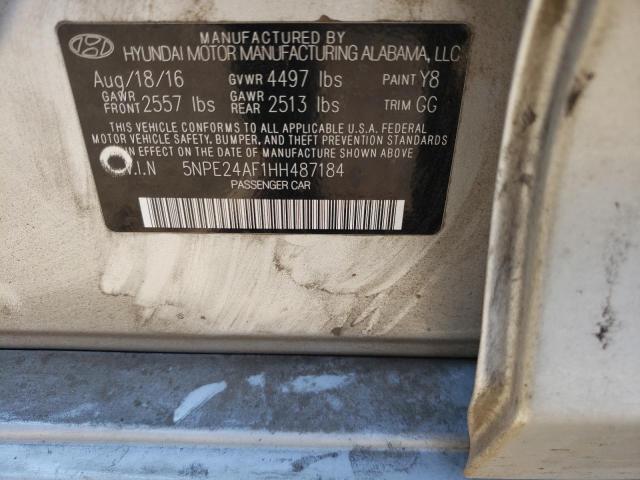 MANUFACTURED BY
HYUNDAI MOTOR MANUFACTURING ALABAMA, LLC
Aug/18/16 GVWR 4497 lbs PAINT Y8
GAWR FRONT 2557 lbs GAWR REAR 2513 lbs TRIM GG
THIS VEHICLE CONFORMS TO ALL APPLICABLE U.S.A. FEDERAL
MOTOR VEHICLE SAFETY, BUMPER, AND THEFT PREVENTION
STANDARDS IN EFFECT ON THE DATE OF MANUFACTURE SHOWN ABOVE.
V.I.N 5NPE24AF1HH487184
PASSENGER CAR